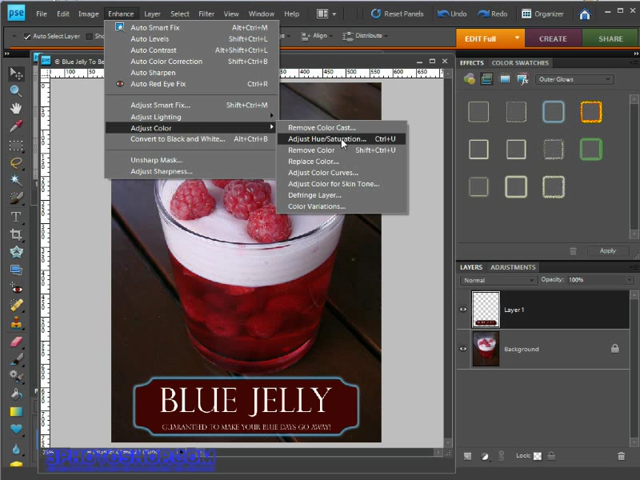 pse File Edit Image Enhance Layer Select Filter View Window Reset Panels Undo Redo Organizer
Auto Select Layer Align Distribute EDIT Full CREATE SHARE
Auto Smart Fix Alt+Ctrl+M
Auto Levels Shift+Ctrl+L
Auto Contrast Alt+Shift+Ctrl+L
Auto Color Correction Shift+Ctrl+B
Auto Sharpen
Auto Red Eye Fix Ctrl+R
Adjust Smart Fix... Shift+Ctrl+M
Adjust Lighting
Adjust Color
Convert to Black and White... Alt+Ctrl+B
Unsharp Mask...
Adjust Sharpness...
Remove Color Cast...
Adjust Hue/Saturation... Ctrl+U
Remove Color Shift+Ctrl+U
Replace Color...
Adjust Color Curves...
Adjust Color for Skin Tone...
Defringe Layer...
Color Variations...
© Blue Jelly To Be
EFFECTS COLOR SWATCHES
Outer Glows
Apply
LAYERS ADJUSTMENTS
Normal Opacity: 100%
Layer 1
Background
Lock:
BLUE JELLY
GUARANTEED TO MAKE YOUR BLUE DAYS GO AWAY!